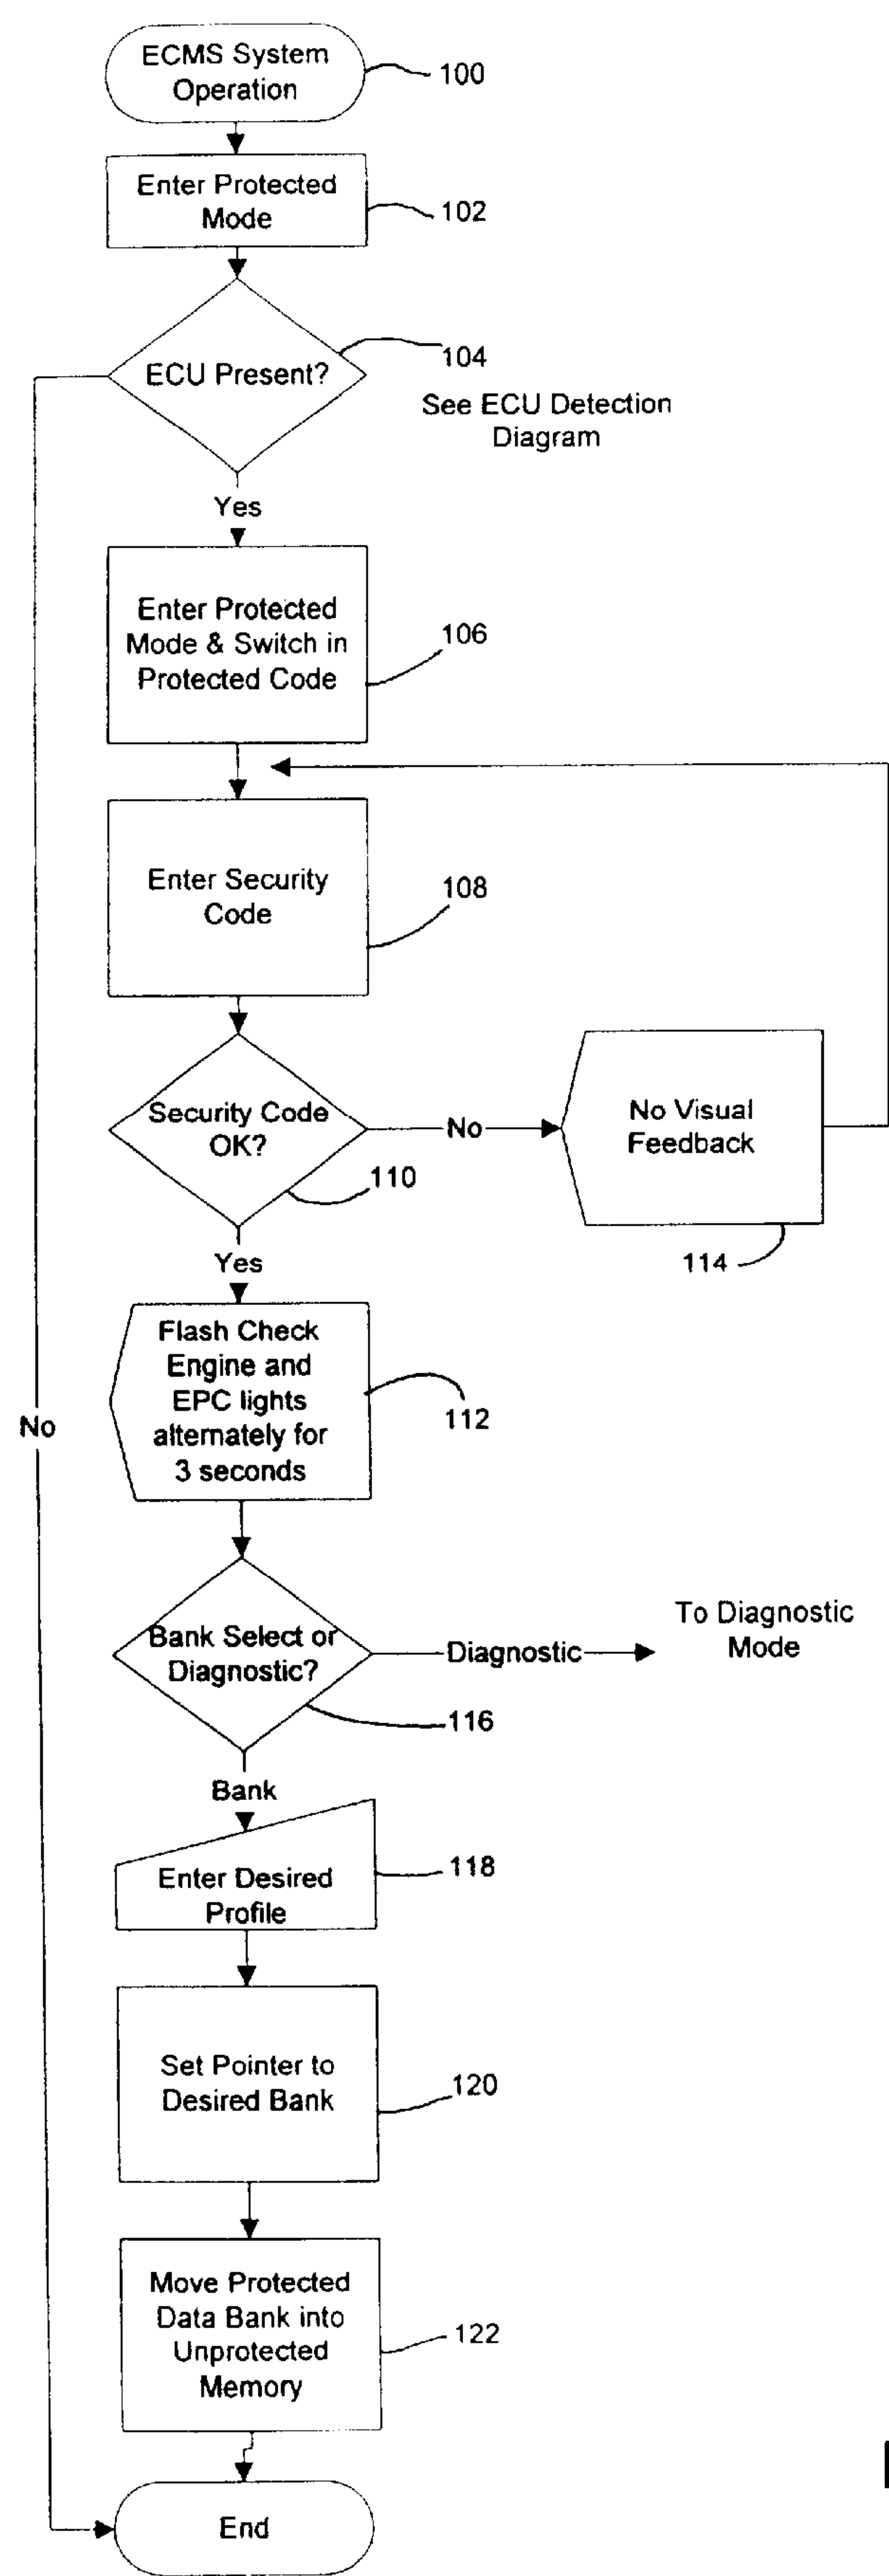 ECMS System
Operation
100
Enter Protected
Mode
102
ECU Present?
104
See ECU Detection
Diagram
Yes
Enter Protected
Mode & Switch in
Protected Code
106
Enter Security
Code
108
Security Code
OK?
No
110
No Visual
Feedback
114
Yes
Flash Check
Engine and
EPC lights
alternately for
3 seconds
112
No
Bank Select or
Diagnostic?
Diagnostic
To Diagnostic
Mode
116
Bank
Enter Desired
Profile
118
Set Pointer to
Desired Bank
120
Move Protected
Data Bank into
Unprotected
Memory
122
End